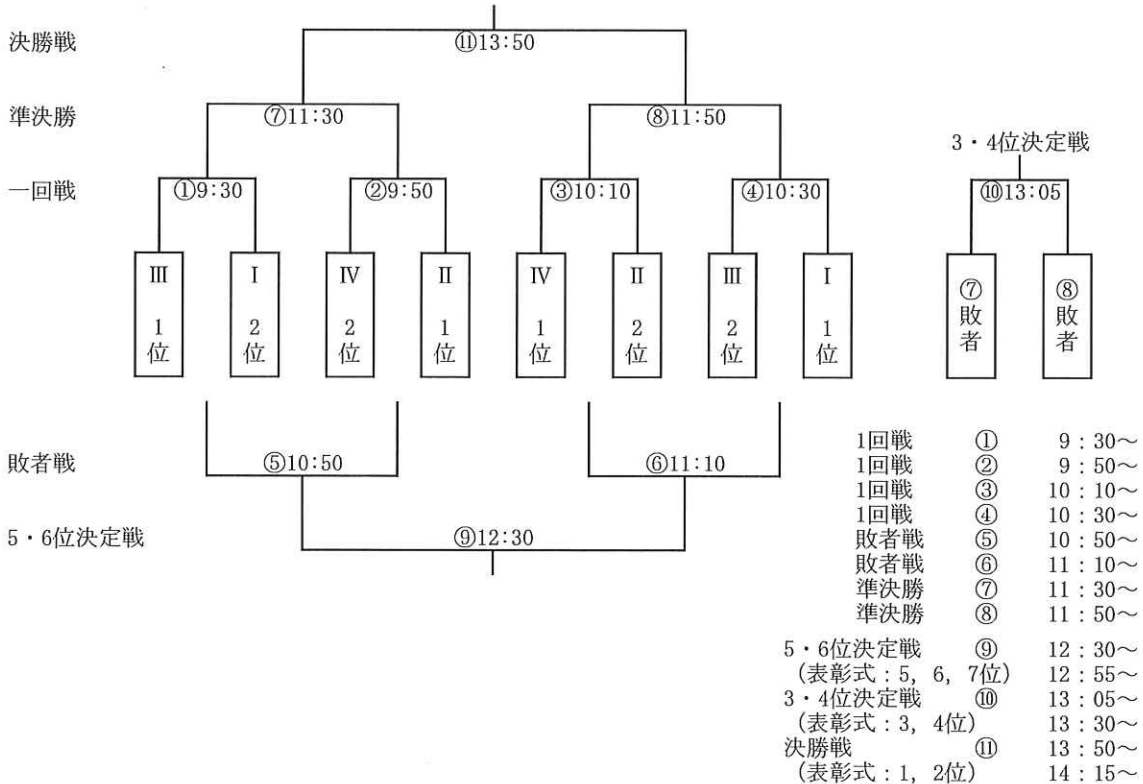 決勝戦
⑪13:50
準決勝
⑦11:30
⑧11:50
3・4位決定戦
一回戦
①9:30
②9:50
③10:10
④10:30
⑩13:05
Ⅲ 1位
Ⅰ 2位
Ⅳ 2位
Ⅱ 1位
Ⅳ 1位
Ⅱ 2位
Ⅲ 2位
Ⅰ 1位
⑦敗者
⑧敗者
敗者戦
⑤10:50
⑥11:10
5・6位決定戦
⑨12:30
1回戦 ① 9:30～
1回戦 ② 9:50～
1回戦 ③ 10:10～
1回戦 ④ 10:30～
敗者戦 ⑤ 10:50～
敗者戦 ⑥ 11:10～
準決勝 ⑦ 11:30～
準決勝 ⑧ 11:50～
5・6位決定戦 ⑨ 12:30～
(表彰式:5, 6, 7位) 12:55～
3・4位決定戦 ⑩ 13:05～
(表彰式:3, 4位) 13:30～
決勝戦 ⑪ 13:50～
(表彰式:1, 2位) 14:15～